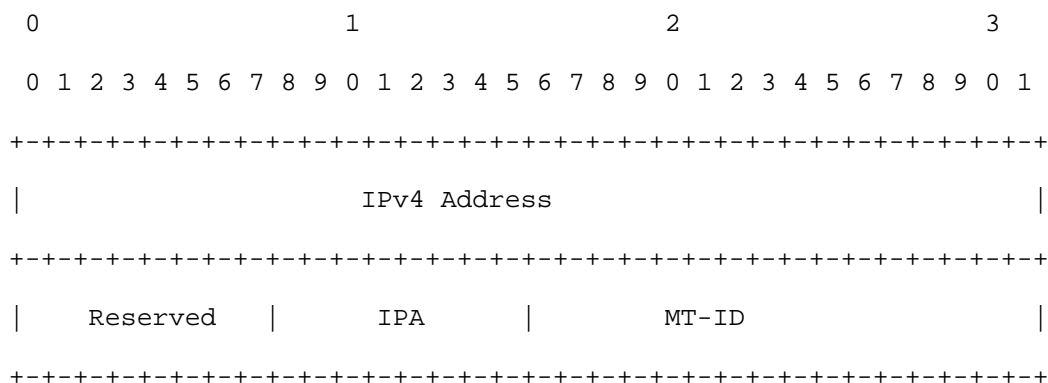 0                   1                   2                   3
 0 1 2 3 4 5 6 7 8 9 0 1 2 3 4 5 6 7 8 9 0 1 2 3 4 5 6 7 8 9 0 1
+-+-+-+-+-+-+-+-+-+-+-+-+-+-+-+-+-+-+-+-+-+-+-+-+-+-+-+-+-+-+-+-+
|                     IPv4 Address                              |
+-+-+-+-+-+-+-+-+-+-+-+-+-+-+-+-+-+-+-+-+-+-+-+-+-+-+-+-+-+-+-+-+
|    Reserved   |      IPA      |        MT-ID                  |
+-+-+-+-+-+-+-+-+-+-+-+-+-+-+-+-+-+-+-+-+-+-+-+-+-+-+-+-+-+-+-+-+